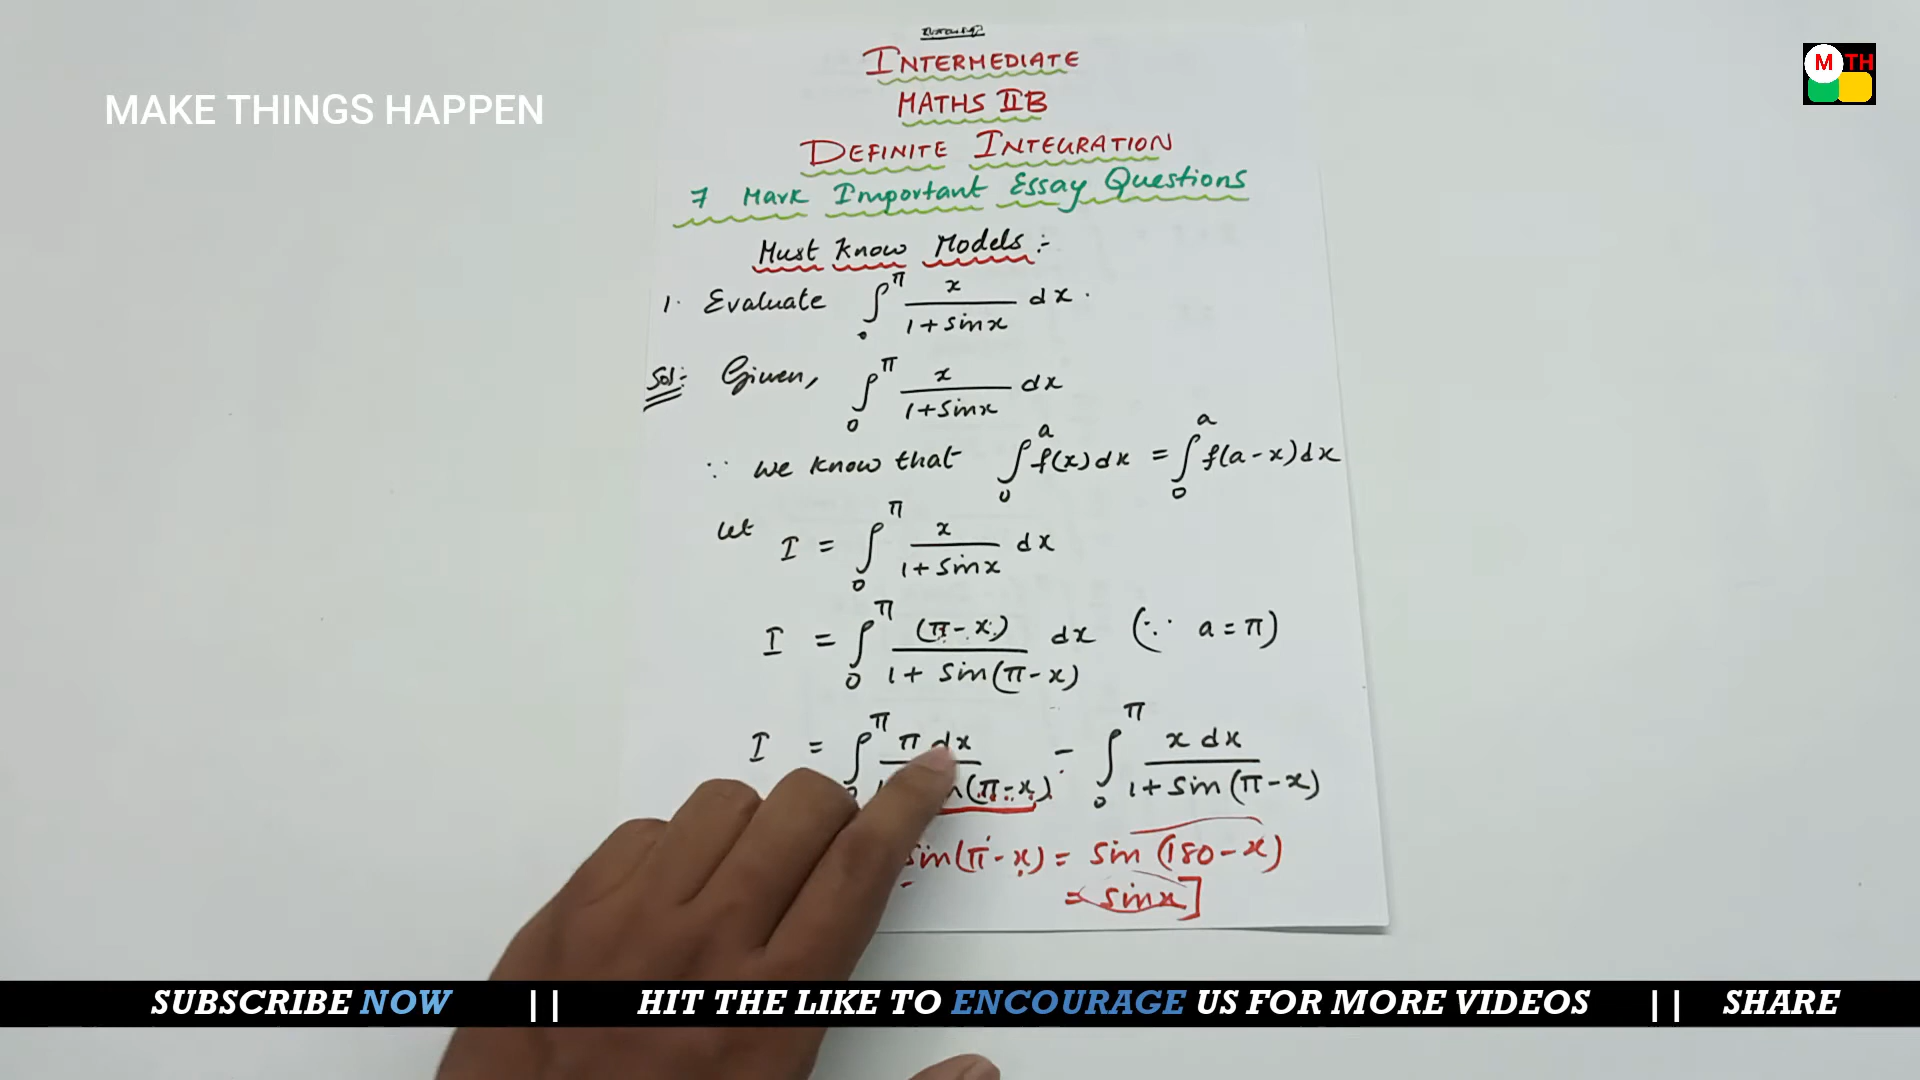 MAKE THINGS HAPPEN
M TH
INTERMEDIATE
MATHS IIB
DEFINITE INTEGRATION
7 Mark Important Essay Questions
Must Know Models :-
1. Evaluate ∫₀^π x/(1+sinx) dx.
Sol:- Given, ∫₀^π x/(1+sinx) dx
∵ we know that ∫₀^a f(x)dx = ∫₀^a f(a-x)dx
let I = ∫₀^π x/(1+sinx) dx
I = ∫₀^π (π-x)/(1+ sin(π-x)) dx (∵ a=π)
I = ∫₀^π π dx/(1 (π-x)) - ∫₀^π x dx/(1+sin(π-x))
sin(π-x) = sin(180-x)
= sinx]
SUBSCRIBE NOW || HIT THE LIKE TO ENCOURAGE US FOR MORE VIDEOS || SHARE